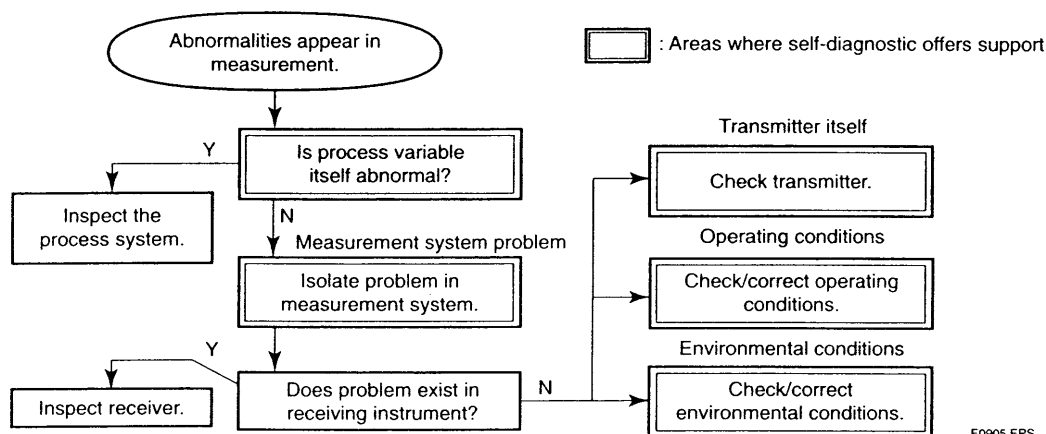 Abnormalities appear in
measurement.
: Areas where self-diagnostic offers support
Y
Is process variable
itself abnormal?
Inspect the
process system.
N
Measurement system problem
Isolate problem in
measurement system.
Y
Inspect receiver.
Does problem exist in
receiving instrument?
N
Transmitter itself
Check transmitter.
Operating conditions
Check/correct operating
conditions.
Environmental conditions
Check/correct
environmental conditions.
F0905.EPS